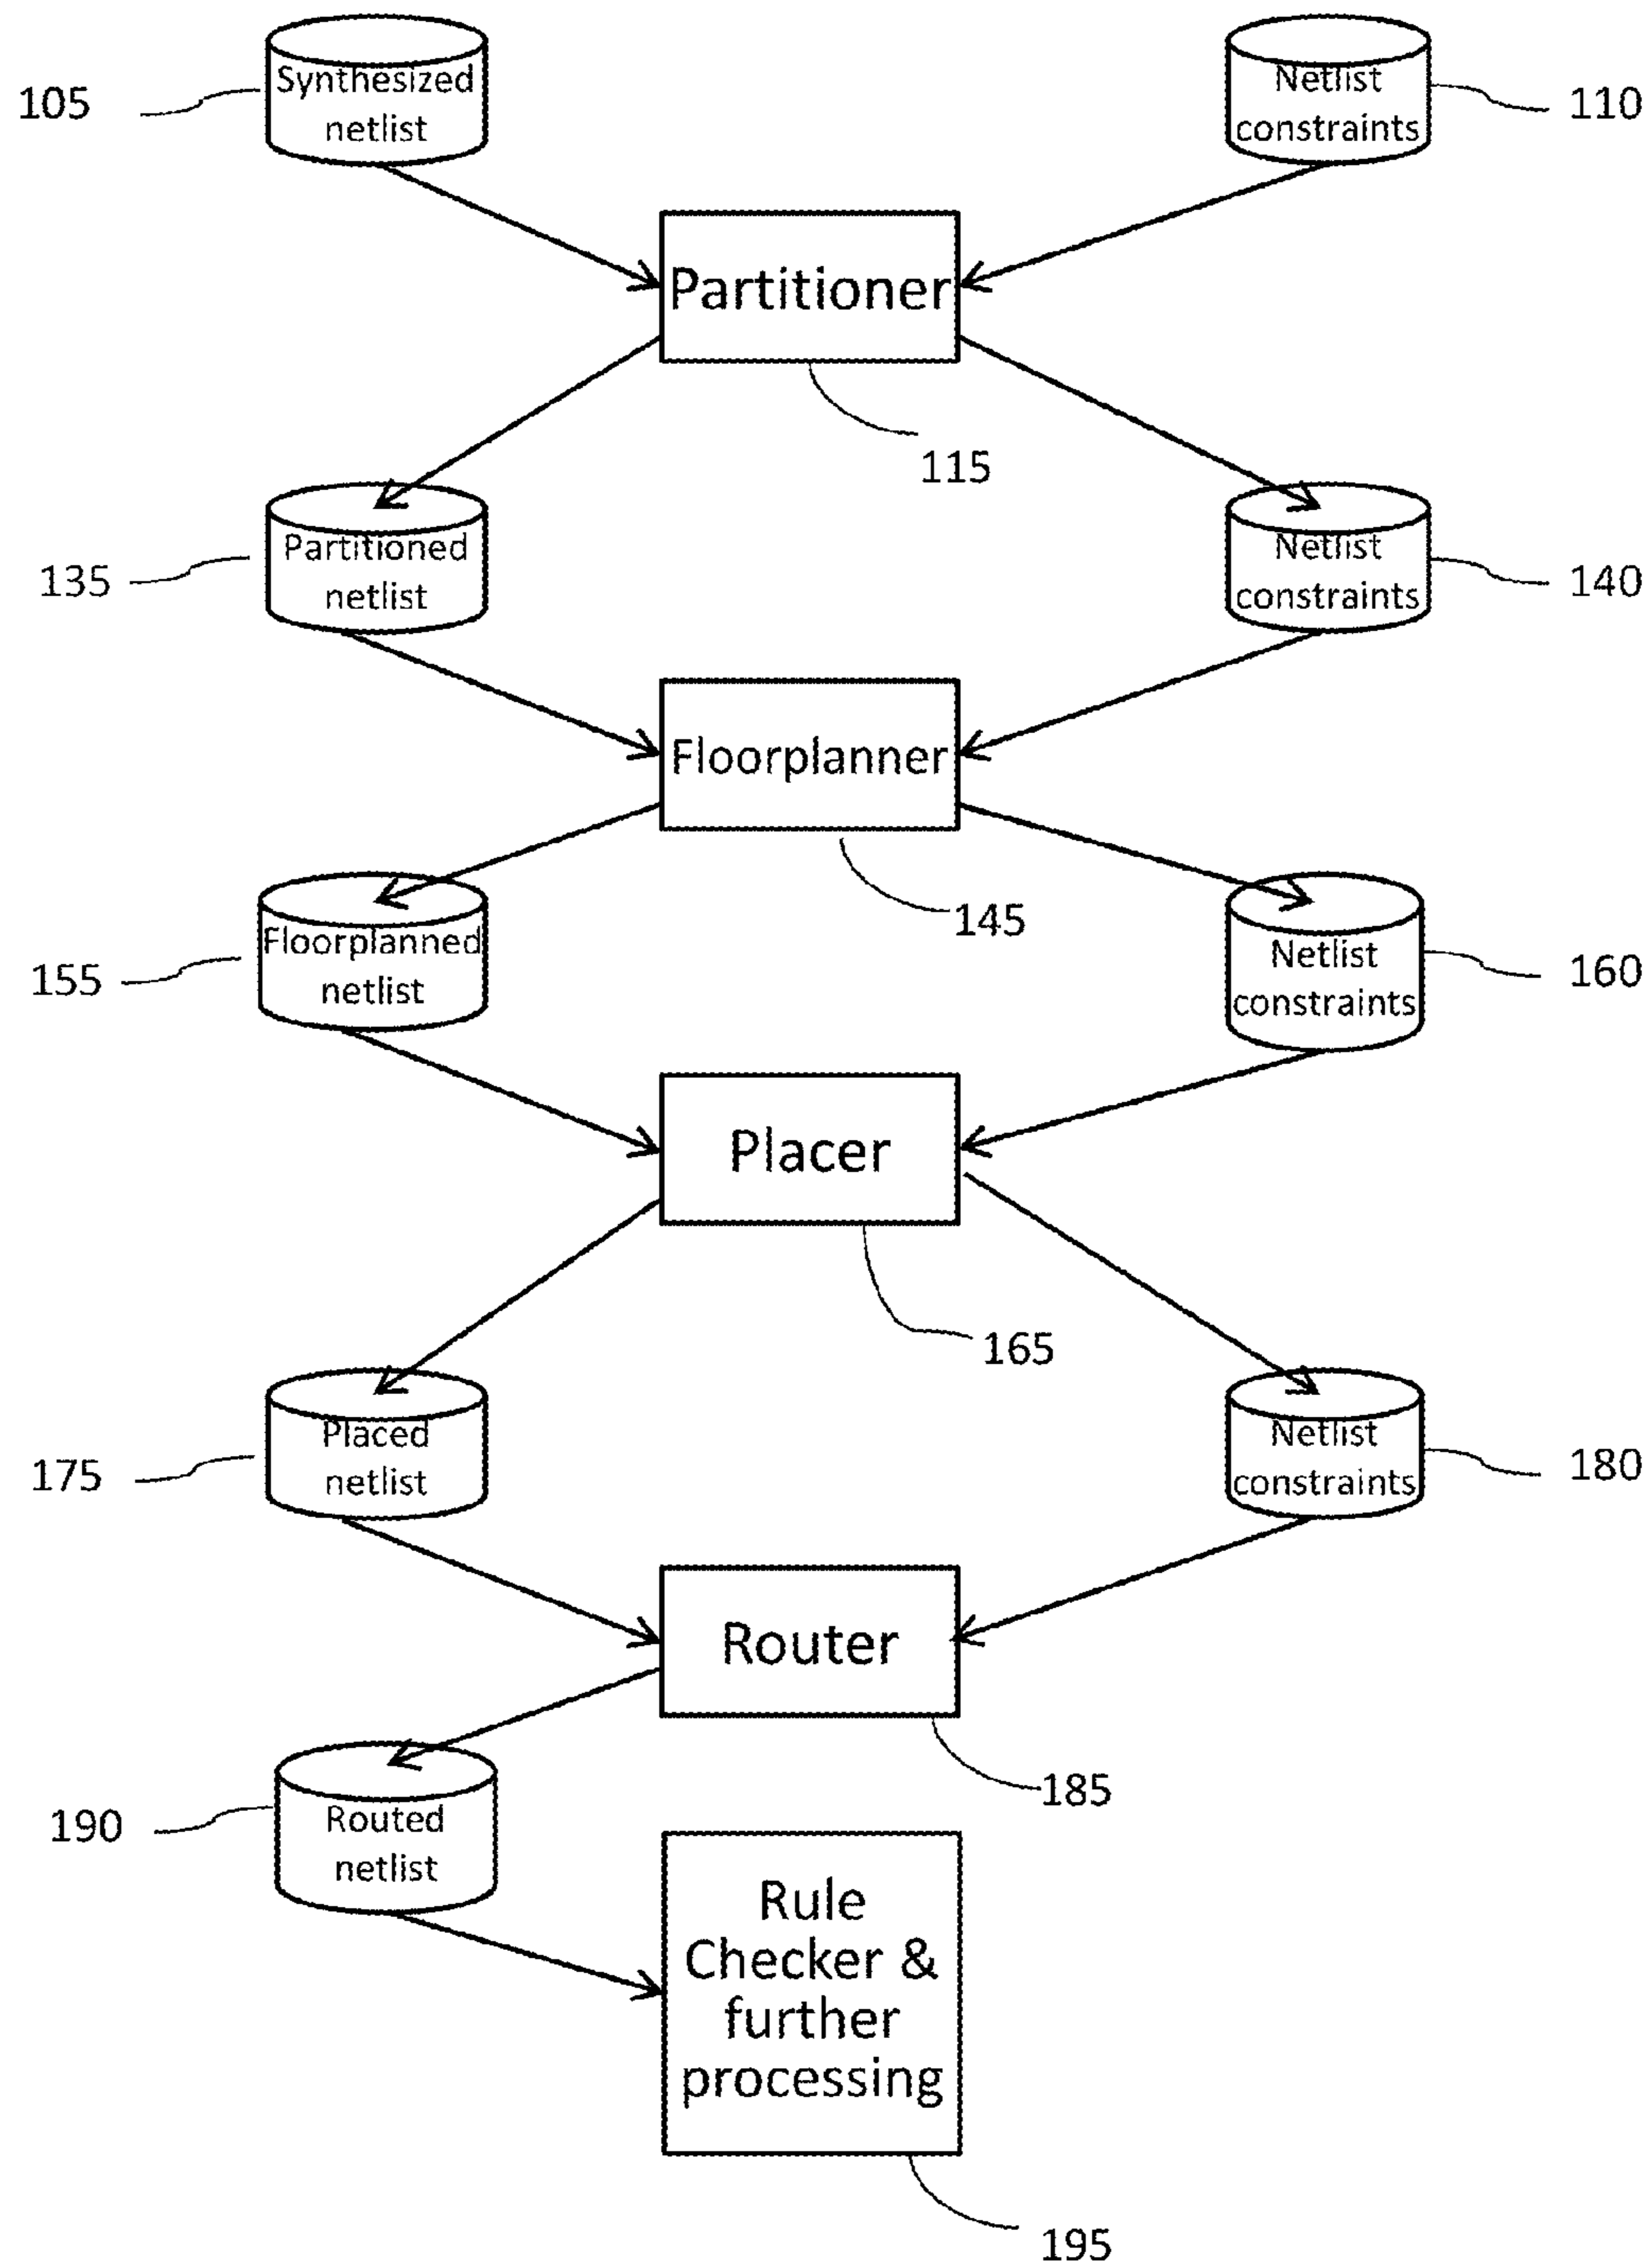 Synthesized
netlist
105
Netlist
constraints
110
Partitioner
115
Partitioned
netlist
135
Netlist
constraints
140
Floorplanner
145
Floorplanned
netlist
155
Netlist
constraints
160
Placer
165
Placed
netlist
175
Netlist
constraints
180
Router
185
Routed
netlist
190
Rule
Checker &
further
processing
195